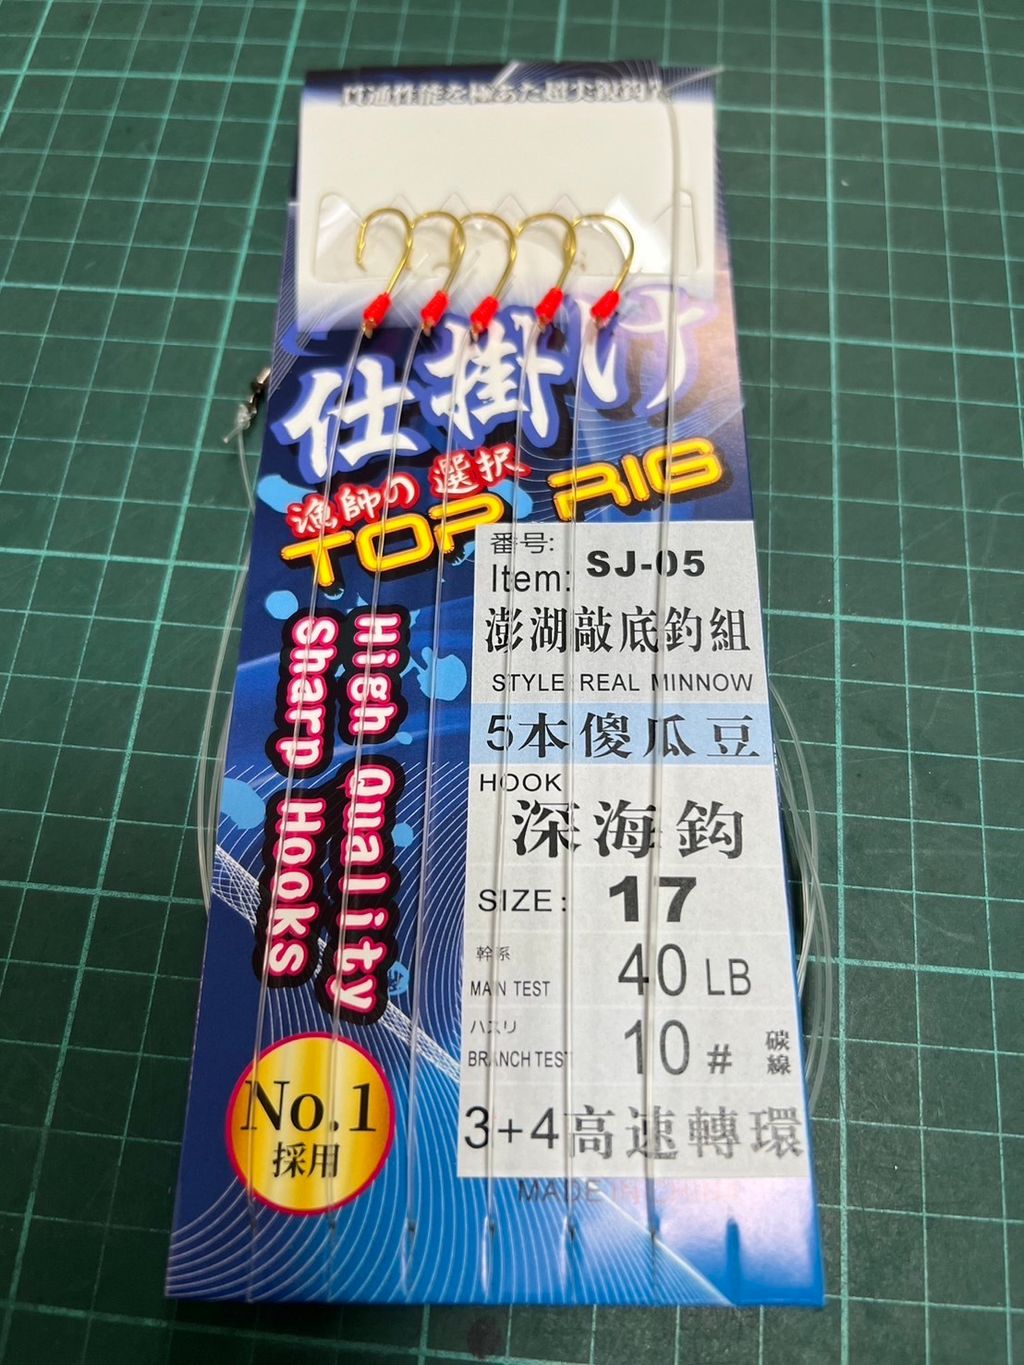 仕掛け
漁師の選択
TOP RIG
High Quality
Sharp Hooks
番号:
Item: SJ-05
澎湖敲底釣組
STYLE REAL MINNOW
5本傻瓜豆
HOOK
深海鈎
SIZE: 17
幹系
MAIN TEST 40 LB
ハスリ
BRANCH TEST 10# 碳線
3+4高速轉環
No.1
採用
MADE IN CHINA